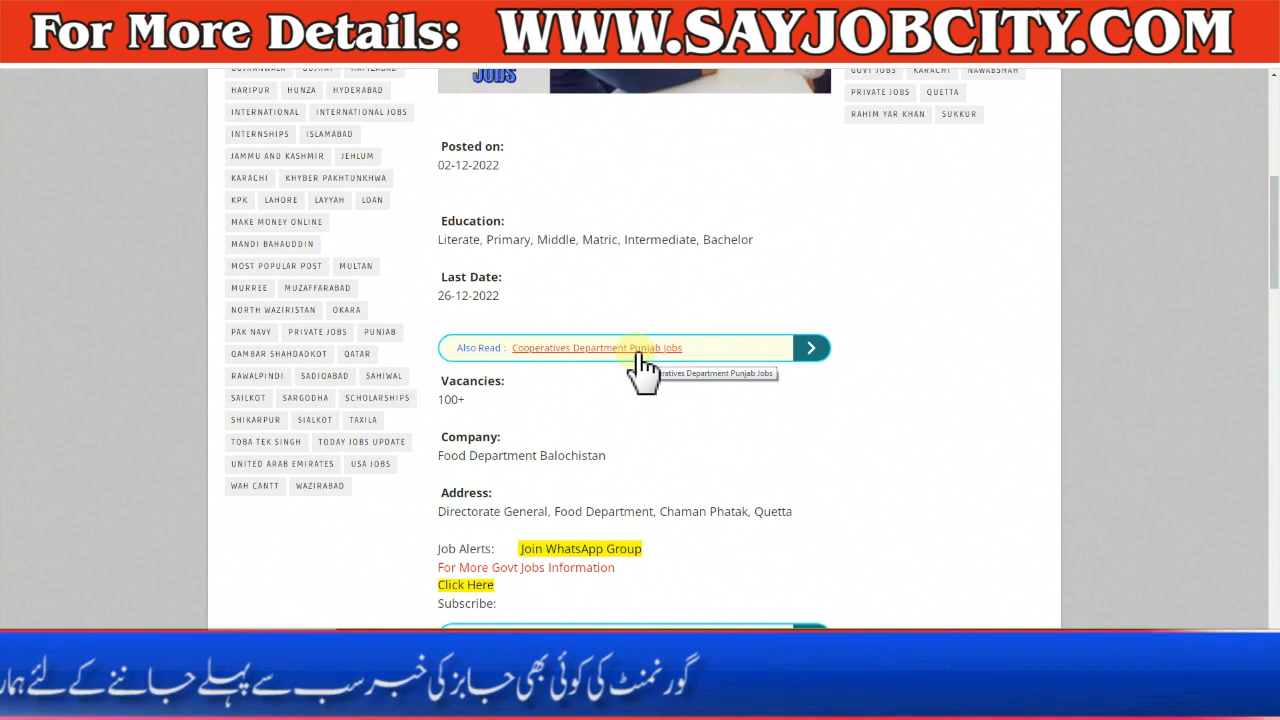 For More Details: WWW.SAYJOBCITY.COM
HARIPUR HUNZA HYDERABAD
INTERNATIONAL INTERNATIONAL JOBS
INTERNSHIPS ISLAMABAD
JAMMU AND KASHMIR JEHLUM
KARACHI KHYBER PAKHTUNKHWA
KPK LAHORE LAYYAH LOAN
MAKE MONEY ONLINE
MANDI BAHAUDDIN
MOST POPULAR POST MULTAN
MURREE MUZAFFARABAD
NORTH WAZIRISTAN OKARA
PAK NAVY PRIVATE JOBS PUNJAB
QAMBAR SHAHDADKOT QATAR
RAWALPINDI SADIQABAD SAHIWAL
SAILKOT SARGODHA SCHOLARSHIPS
SHIKARPUR SIALKOT TAXILA
TOBA TEK SINGH TODAY JOBS UPDATE
UNITED ARAB EMIRATES USA JOBS
WAH CANTT WAZIRABAD
JOBS
Posted on:
02-12-2022
Education:
Literate, Primary, Middle, Matric, Intermediate, Bachelor
Last Date:
26-12-2022
Also Read : Cooperatives Department Punjab Jobs
Department Punjab Jobs
Vacancies:
100+
Company:
Food Department Balochistan
Address:
Directorate General, Food Department, Chaman Phatak, Quetta
Job Alerts: Join WhatsApp Group
For More Govt Jobs Information
Click Here
Subscribe:
GOVT JOBS KARACHI NAWABSHAH
PRIVATE JOBS QUETTA
RAHIM YAR KHAN SUKKUR
گورنمنٹ کی کوئی بھی جابز کی خبر سب سے پہلے جاننے کے لئے